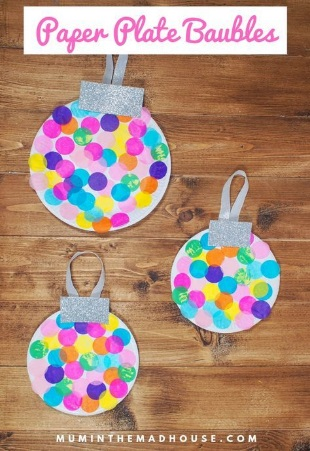 Paper Plate Baubles
MUMINTHEMADHOUSE.COM